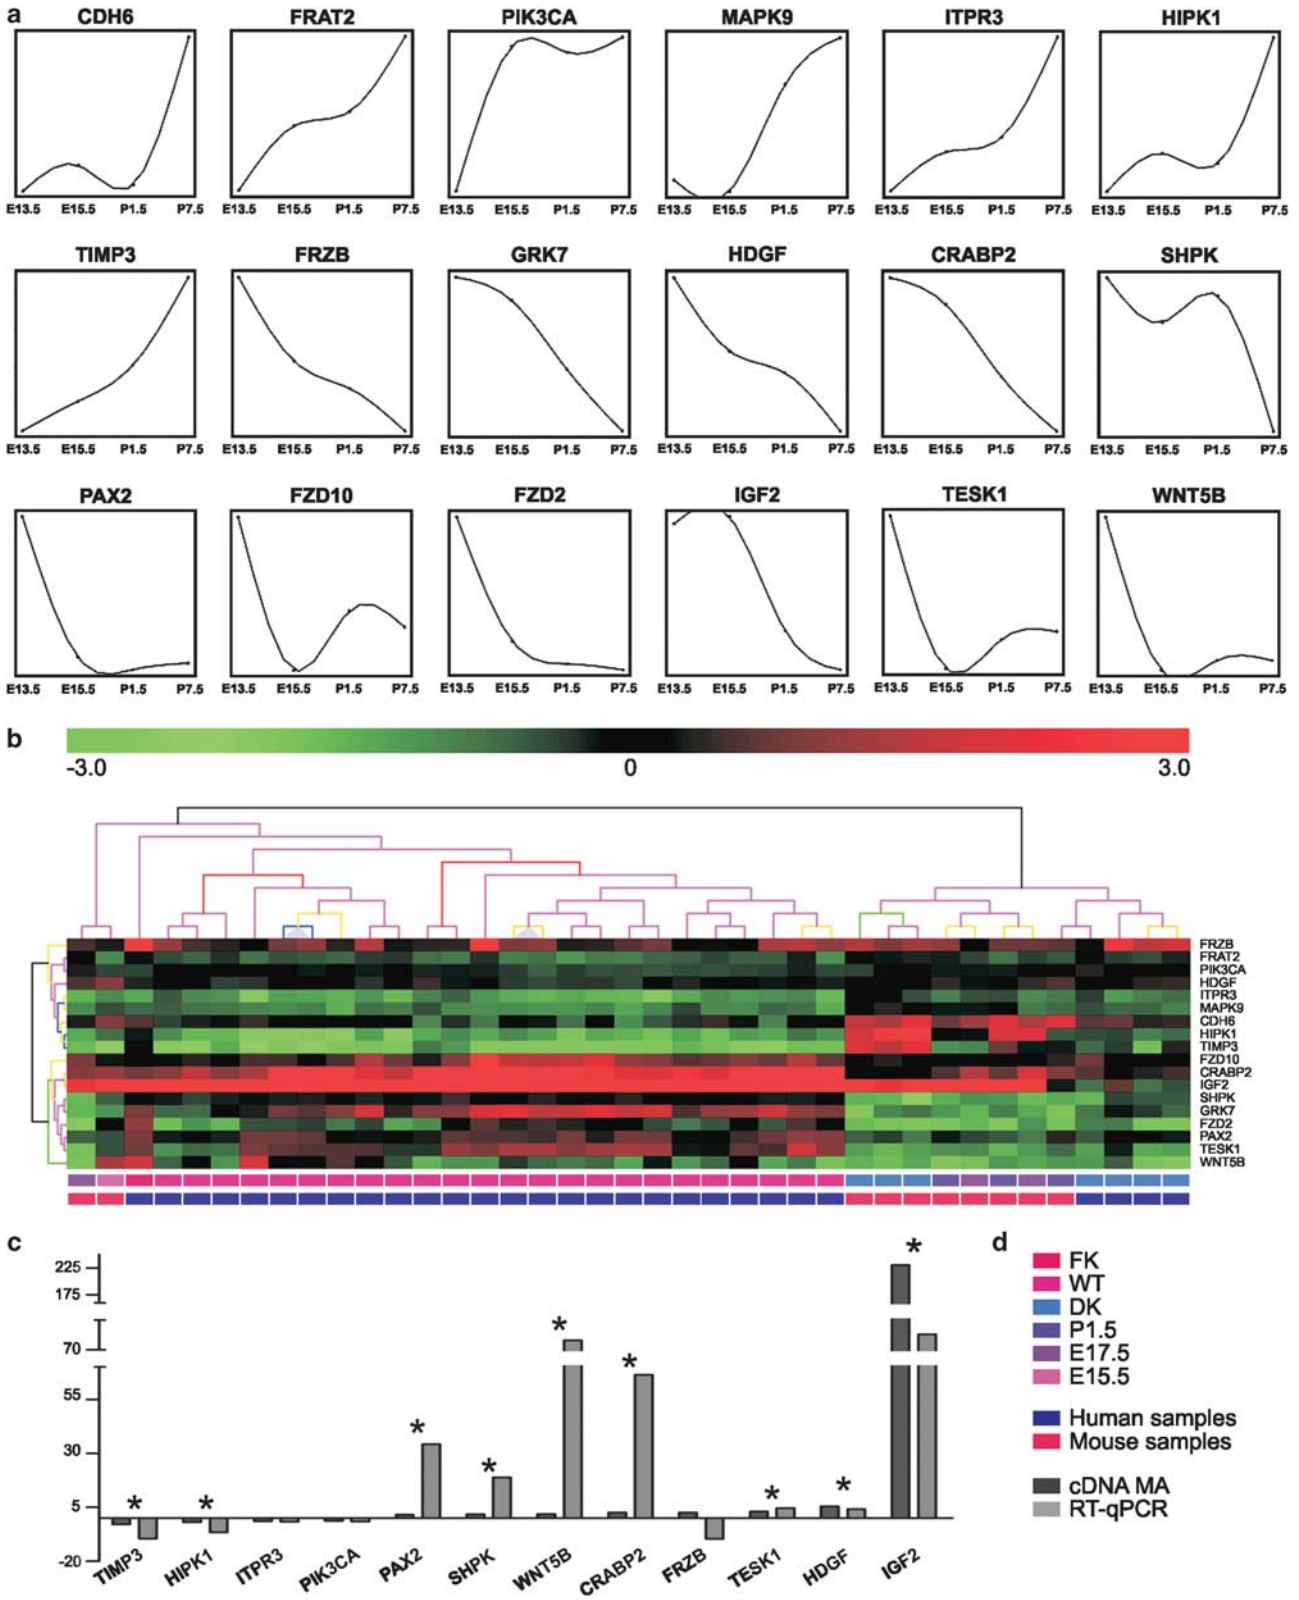 a
CDH6 FRAT2 PIK3CA MAPK9 ITPR3 HIPK1
E13.5 E15.5 P1.5 P7.5 E13.5 E15.5 P1.5 P7.5 E13.5 E15.5 P1.5 P7.5 E13.5 E15.5 P1.5 P7.5 E13.5 E15.5 P1.5 P7.5 E13.5 E15.5 P1.5 P7.5
TIMP3 FRZB GRK7 HDGF CRABP2 SHPK
E13.5 E15.5 P1.5 P7.5 E13.5 E15.5 P1.5 P7.5 E13.5 E15.5 P1.5 P7.5 E13.5 E15.5 P1.5 P7.5 E13.5 E15.5 P1.5 P7.5 E13.5 E15.5 P1.5 P7.5
PAX2 FZD10 FZD2 IGF2 TESK1 WNT5B
E13.5 E15.5 P1.5 P7.5 E13.5 E15.5 P1.5 P7.5 E13.5 E15.5 P1.5 P7.5 E13.5 E15.5 P1.5 P7.5 E13.5 E15.5 P1.5 P7.5 E13.5 E15.5 P1.5 P7.5
b
-3.0 0 3.0
FRZB
FRAT2
PIK3CA
HDGF
ITPR3
MAPK9
CDH6
HIPK1
TIMP3
FZD10
CRABP2
IGF2
SHPK
GRK7
FZD2
PAX2
TESK1
WNT5B
c
225
175
70
55
30
5
-20
* * * * * * * * *
TIMP3 HIPK1 ITPR3 PIK3CA PAX2 SHPK WNT5B CRABP2 FRZB TESK1 HDGF IGF2
d
FK
WT
DK
P1.5
E17.5
E15.5
Human samples
Mouse samples
cDNA MA
RT-qPCR